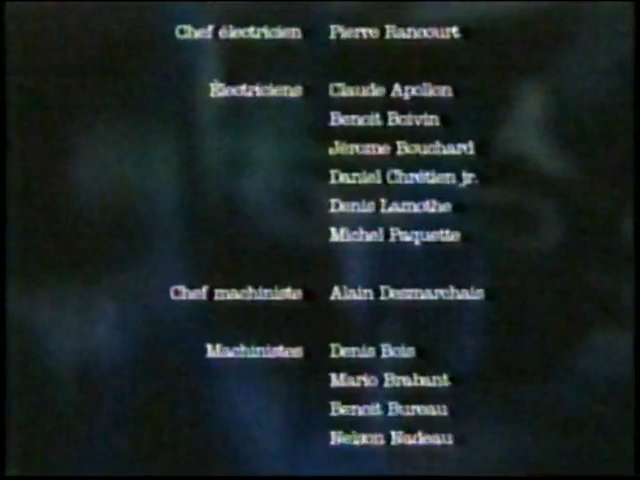 Chef électricien Pierre Rancourt
Électriciens Claude Apollon
Benoit Boivin
Jérome Bouchard
Daniel Chrétien jr.
Denis Lamothe
Michel Paquette
Chef machiniste Alain Desmarchais
Machinistes Denis Bois
Mario Brabant
Benoit Bureau
Nelson Nadeau